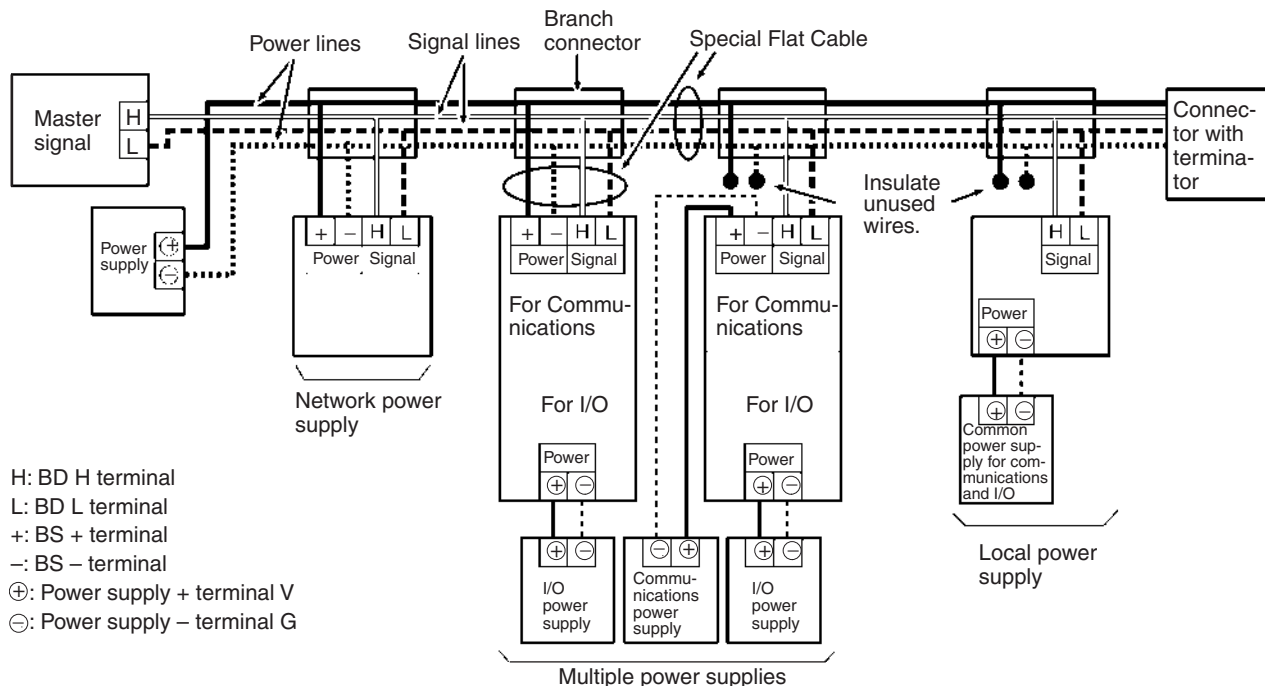 Branch
connector
Power lines
Signal lines
Special Flat Cable
Master
signal
H
L
Connec-
tor with
termina-
tor
Power
supply
+
–
Insulate
unused
wires.
+ – H L
Power Signal
+ – H L
Power Signal
For Commu-
nications
For I/O
Power
+ –
+ – H L
Power Signal
For Commu-
nications
For I/O
Power
+ –
H L
Signal
Power
+ –
Network power
supply
+ –
Common
power sup-
ply for com-
munications
and I/O
Local power
supply
H: BD H terminal
L: BD L terminal
+: BS + terminal
–: BS – terminal
⊕: Power supply + terminal V
⊖: Power supply – terminal G
+ –
I/O
power
supply
– +
Commu-
nications
power
supply
+ –
I/O
power
supply
Multiple power supplies